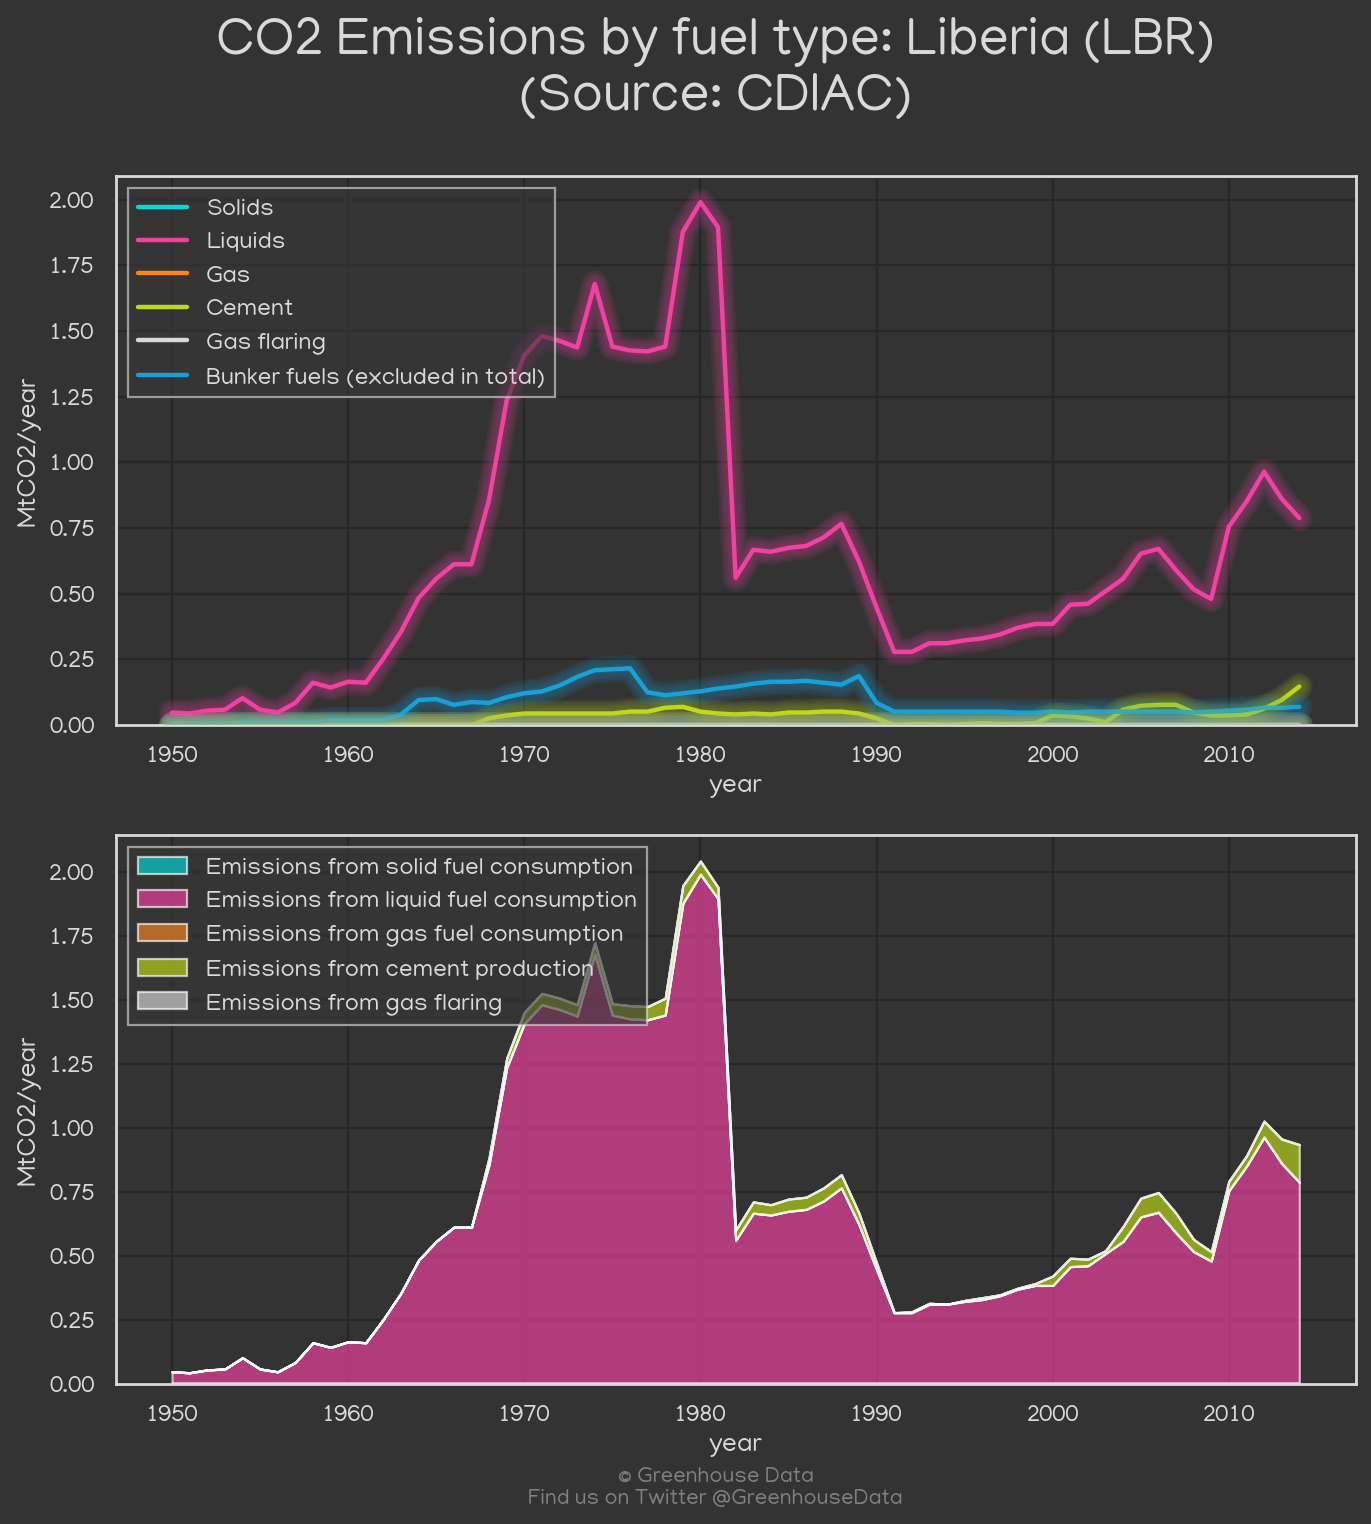 CO2 Emissions by fuel type: Liberia (LBR)
(Source: CDIAC)
Solids
Liquids
Gas
Cement
Gas flaring
Bunker fuels (excluded in total)
2.00
1.75
1.50
1.25
1.00
0.75
0.50
0.25
0.00
MtCO2/year
1950 1960 1970 1980 1990 2000 2010
year
Emissions from solid fuel consumption
Emissions from liquid fuel consumption
Emissions from gas fuel consumption
Emissions from cement production
Emissions from gas flaring
2.00
1.75
1.50
1.25
1.00
0.75
0.50
0.25
0.00
MtCO2/year
1950 1960 1970 1980 1990 2000 2010
year
© Greenhouse Data
Find us on Twitter @GreenhouseData